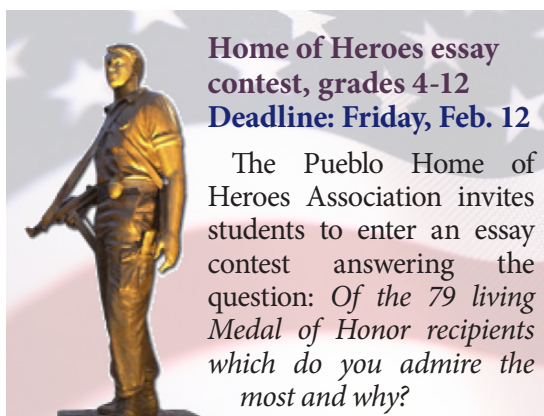 Home of Heroes essay
contest, grades 4-12
Deadline: Friday, Feb. 12
The Pueblo Home of
Heroes Association invites
students to enter an essay
contest answering the
question: Of the 79 living
Medal of Honor recipients
which do you admire the
most and why?